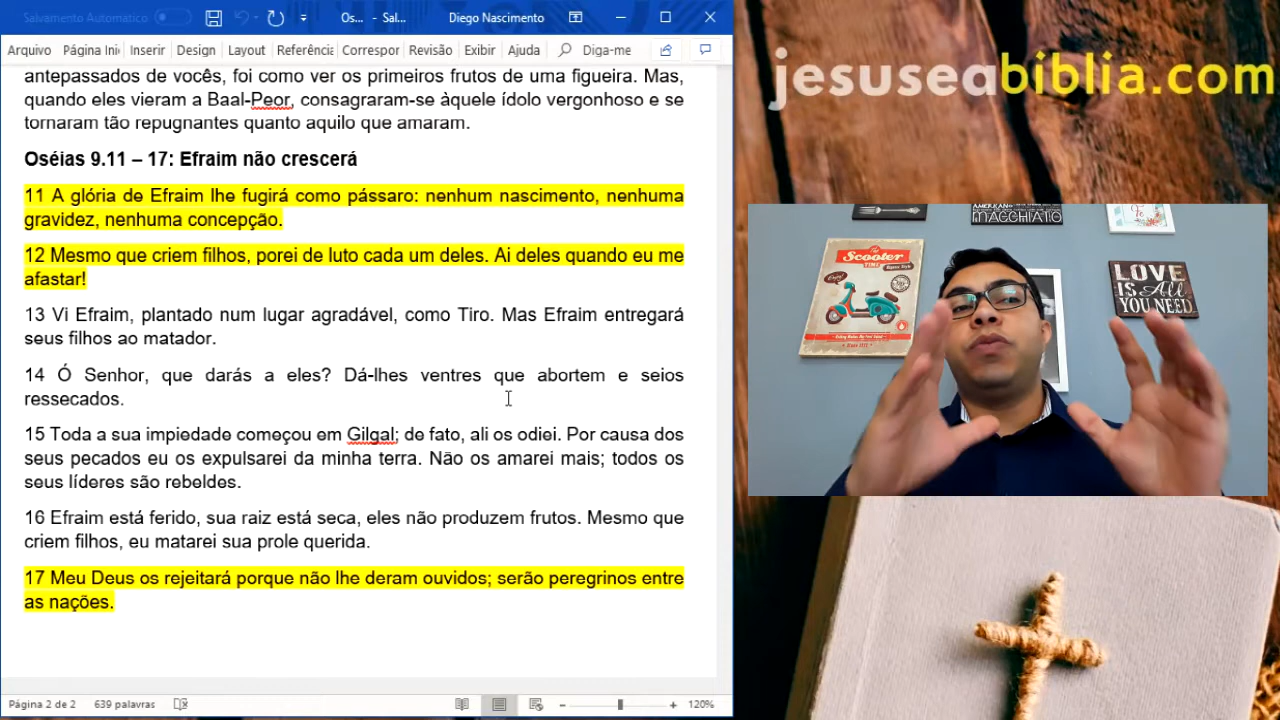 Salvamento Automático
Os... - Sal...
Diego Nascimento
Arquivo Página Ini Inserir Design Layout Referência Correspor Revisão Exibir Ajuda Diga-me
antepassados de vocês, foi como ver os primeiros frutos de uma figueira. Mas,
quando eles vieram a Baal-Peor, consagraram-se àquele ídolo vergonhoso e se
tornaram tão repugnantes quanto aquilo que amaram.
Oséias 9.11 – 17: Efraim não crescerá
11 A glória de Efraim lhe fugirá como pássaro: nenhum nascimento, nenhuma
gravidez, nenhuma concepção.
12 Mesmo que criem filhos, porei de luto cada um deles. Ai deles quando eu me
afastar!
13 Vi Efraim, plantado num lugar agradável, como Tiro. Mas Efraim entregará
seus filhos ao matador.
14 Ó Senhor, que darás a eles? Dá-lhes ventres que abortem e seios
ressecados.
15 Toda a sua impiedade começou em Gilgal; de fato, ali os odiei. Por causa dos
seus pecados eu os expulsarei da minha terra. Não os amarei mais; todos os
seus líderes são rebeldes.
16 Efraim está ferido, sua raiz está seca, eles não produzem frutos. Mesmo que
criem filhos, eu matarei sua prole querida.
17 Meu Deus os rejeitará porque não lhe deram ouvidos; serão peregrinos entre
as nações.
Página 2 de 2 639 palavras
120%
jesuseabiblia.com
MACCHIATO
Scooter
TIME
LOVE
IS All
YOU NEED